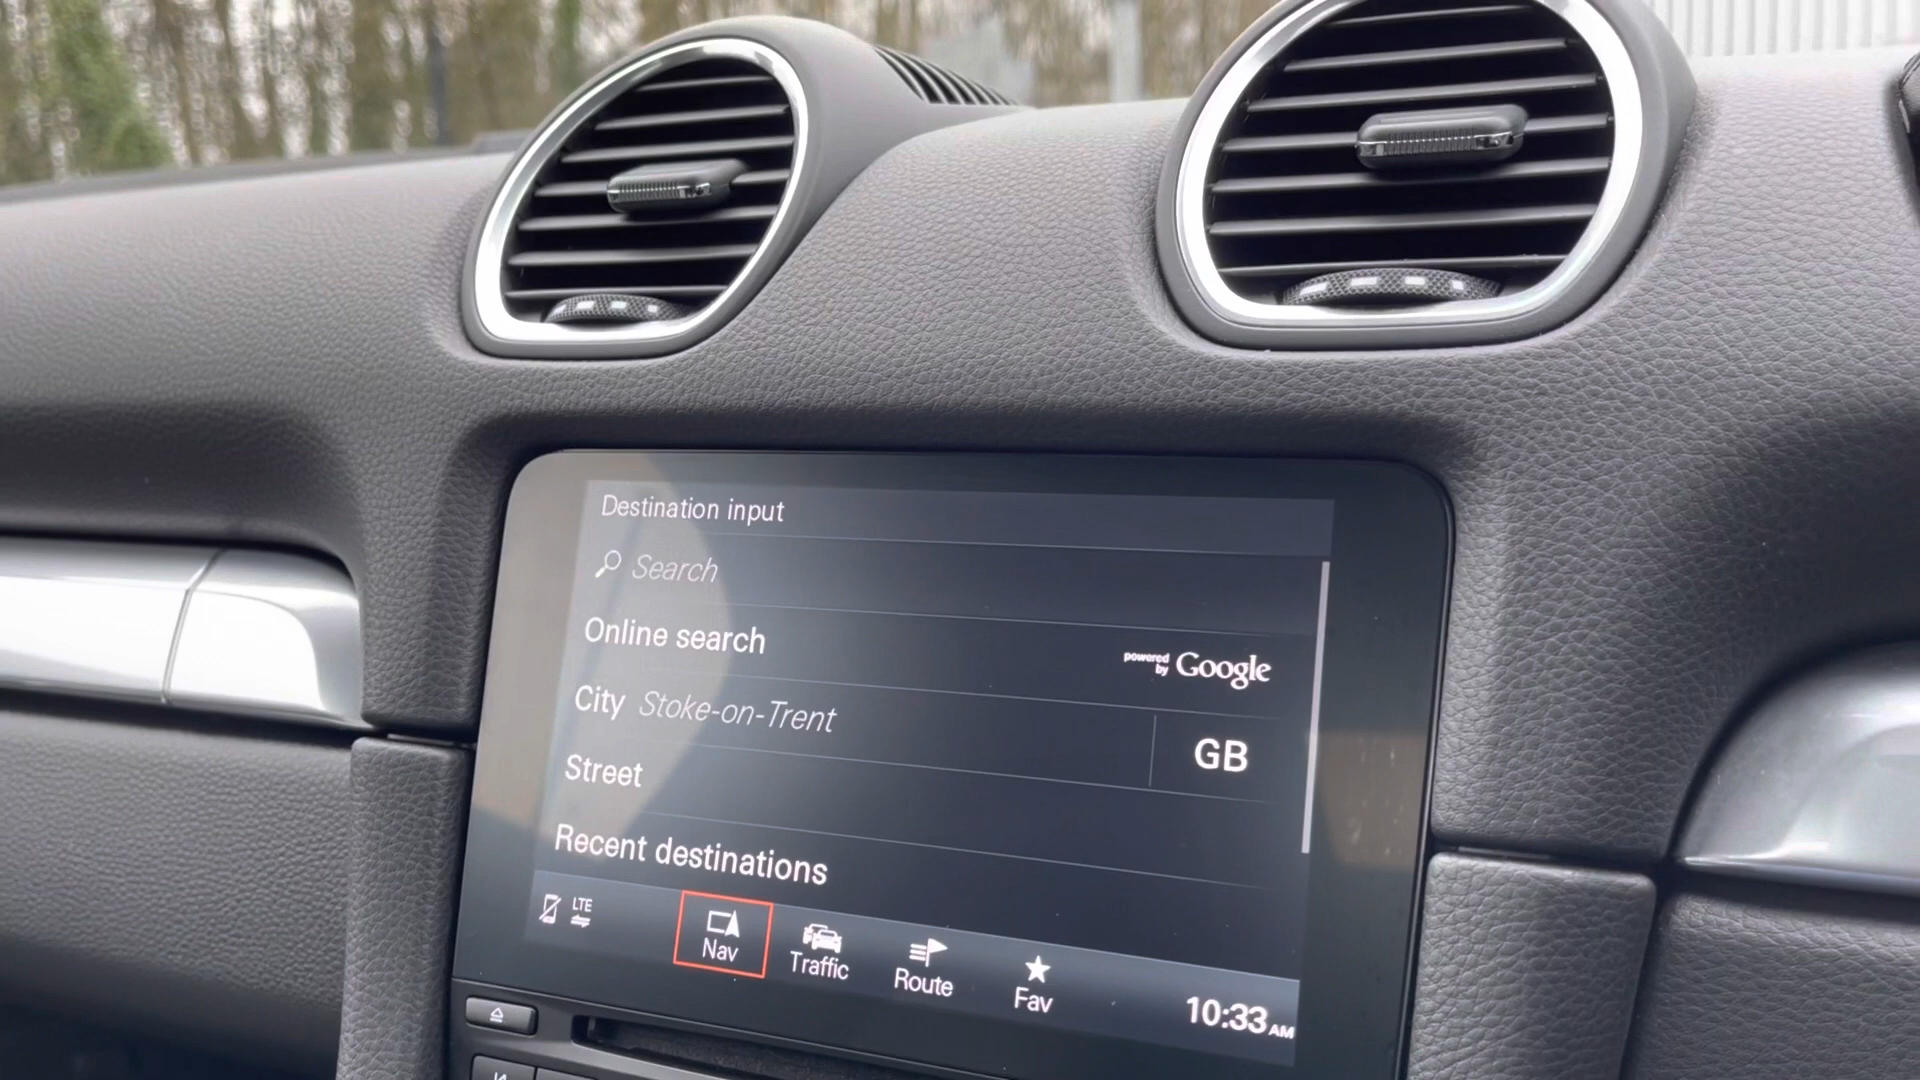 Destination input
Search
Online search
powered by Google
City Stoke-on-Trent
GB
Street
Recent destinations
LTE
Nav
Traffic
Route
Fav
10:33 AM